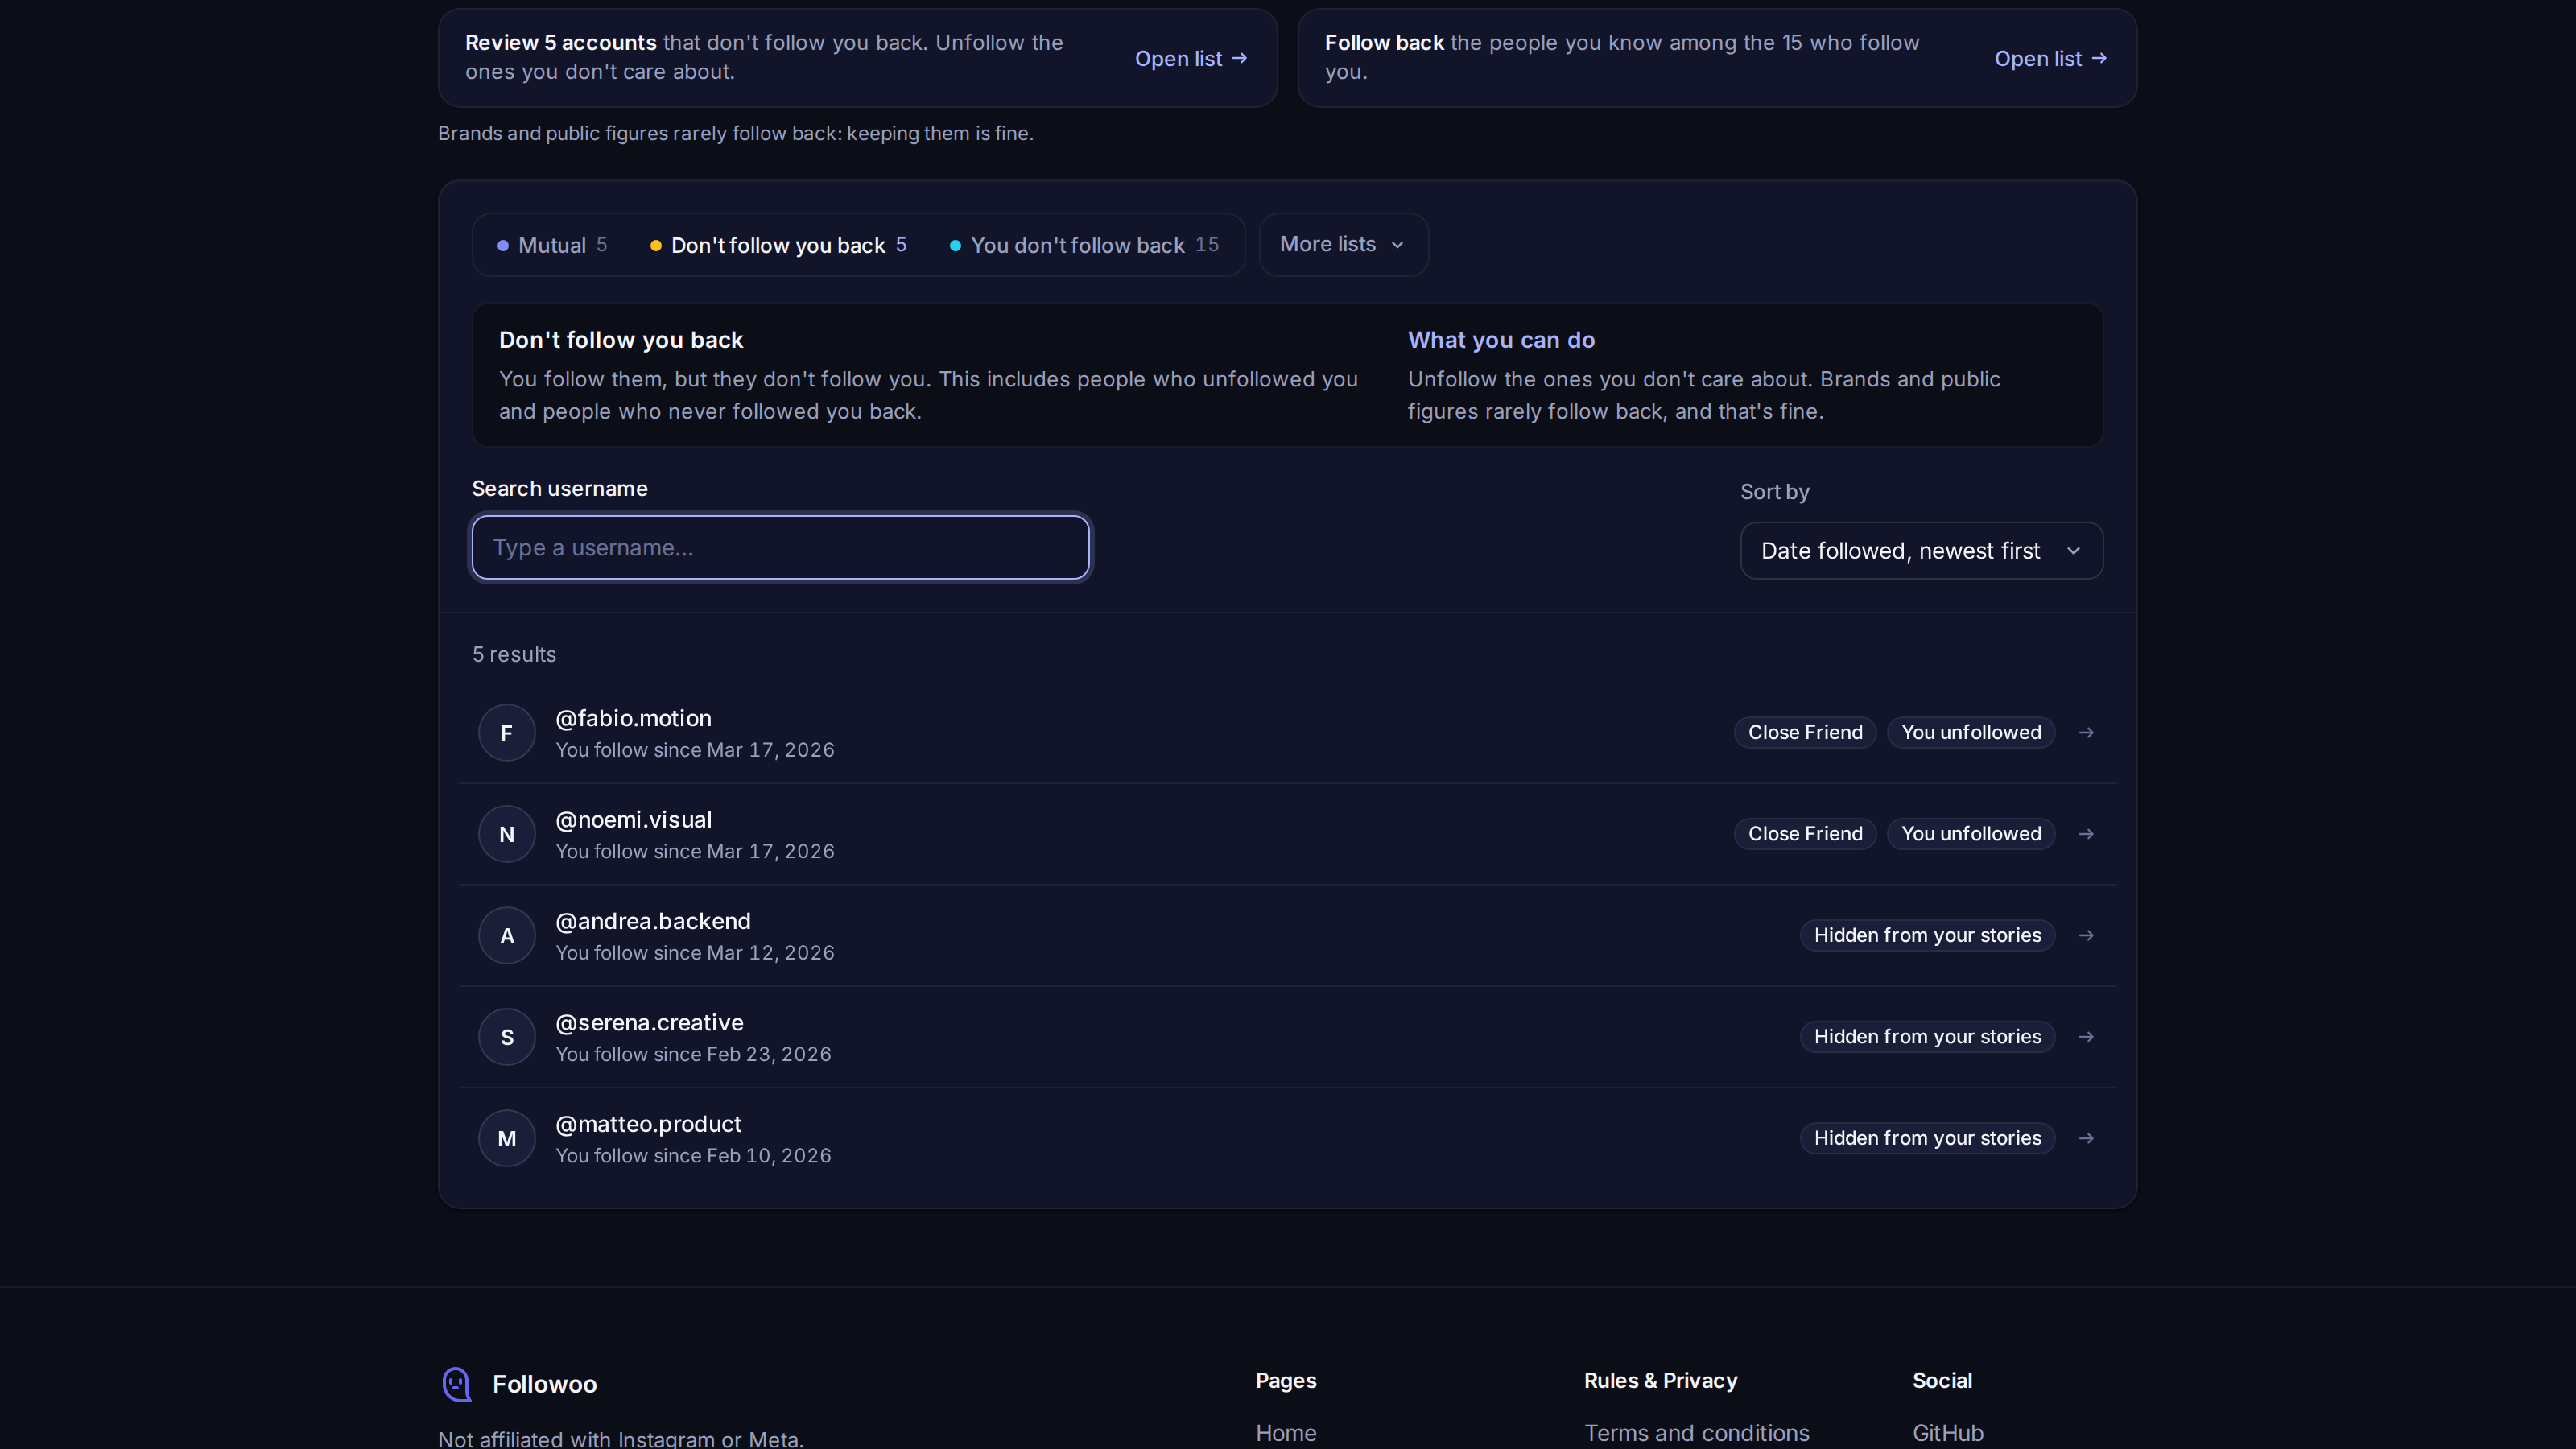 Review 5 accounts that don't follow you back. Unfollow the
ones you don't care about.
Open list →
Follow back the people you know among the 15 who follow
you.
Open list →
Brands and public figures rarely follow back: keeping them is fine.
Mutual 5
Don't follow you back 5
You don't follow back 15
More lists
Don't follow you back
You follow them, but they don't follow you. This includes people who unfollowed you
and people who never followed you back.
What you can do
Unfollow the ones you don't care about. Brands and public
figures rarely follow back, and that's fine.
Search username
Type a username...
Sort by
Date followed, newest first
5 results
F
@fabio.motion
You follow since Mar 17, 2026
Close Friend
You unfollowed
→
N
@noemi.visual
You follow since Mar 17, 2026
Close Friend
You unfollowed
→
A
@andrea.backend
You follow since Mar 12, 2026
Hidden from your stories
→
S
@serena.creative
You follow since Feb 23, 2026
Hidden from your stories
→
M
@matteo.product
You follow since Feb 10, 2026
Hidden from your stories
→
Followoo
Not affiliated with Instagram or Meta.
Pages
Home
Rules & Privacy
Terms and conditions
Social
GitHub